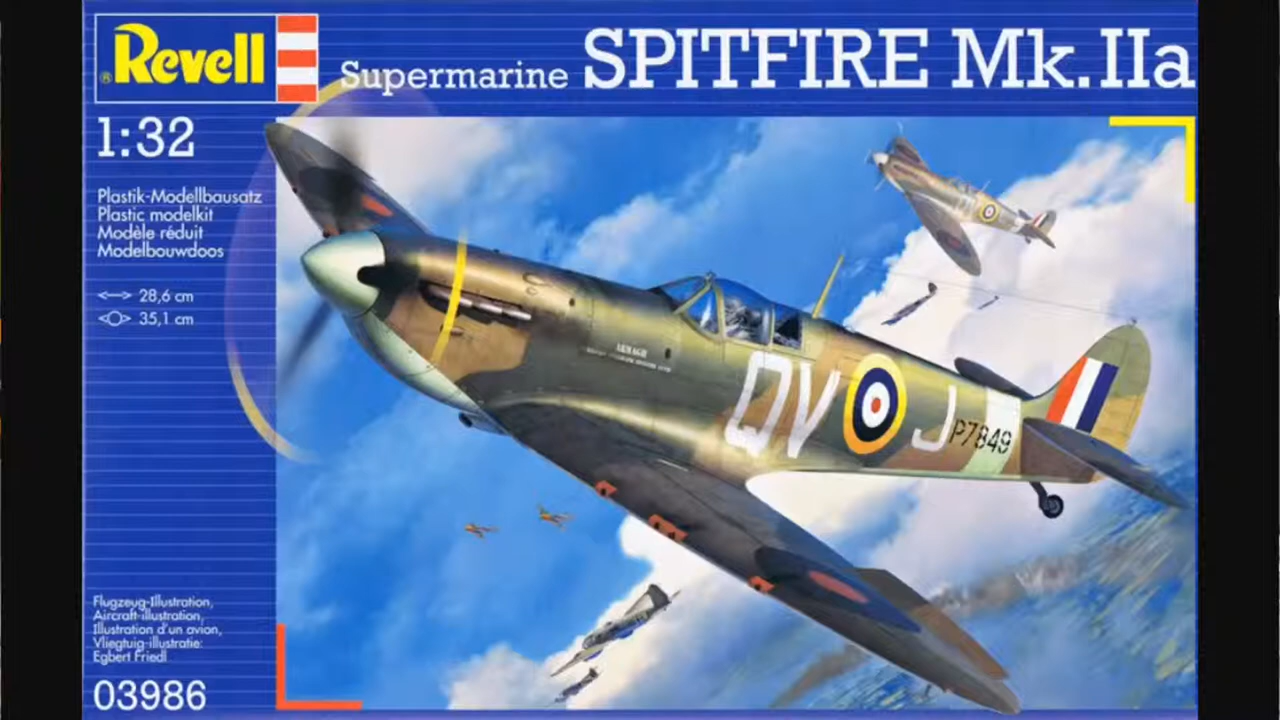 Revell
Supermarine SPITFIRE Mk.IIa
1:32
Plastik-Modellbausatz
Plastic modelkit
Modèle réduit
Modelbouwdoos
28,6 cm
35,1 cm
ARMAGH
QV J
P7849
Flugzeug-Illustration,
Aircraft-illustration,
Illustration d'un avion,
Vliegtuig-illustratie:
Egbert Friedl
03986